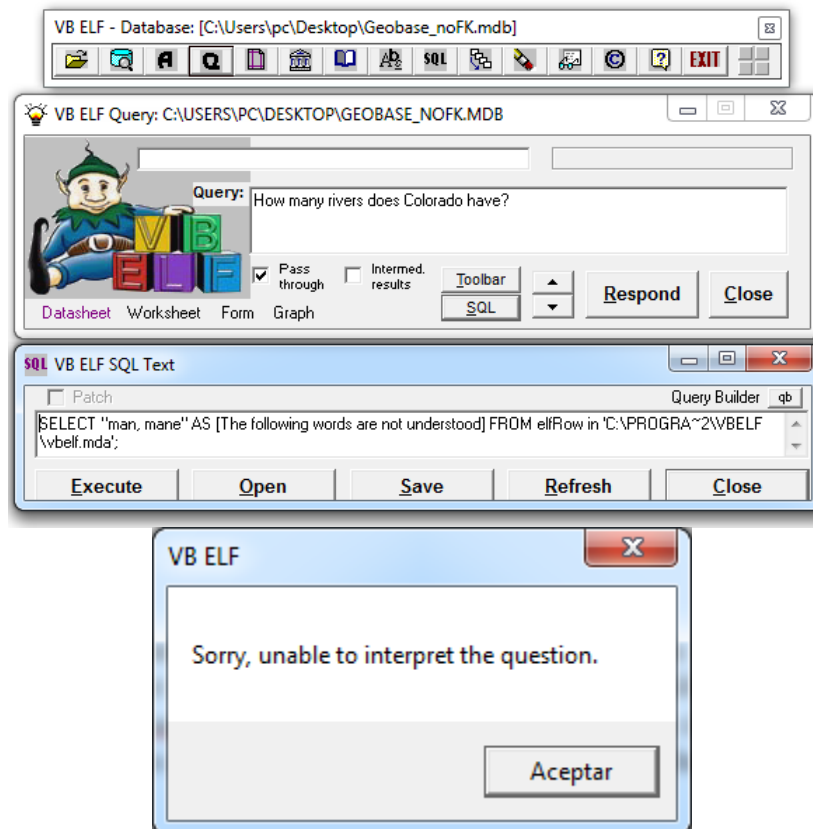 VB ELF - Database: [C:\Users\pc\Desktop\Geobase_noFK.mdb]
A Q AB2 SQL © ? EXIT
VB ELF Query: C:\USERS\PC\DESKTOP\GEOBASE_NOFK.MDB
Query: How many rivers does Colorado have?
VB
ELF
Pass through
Intermed. results
Toolbar
SQL
Respond
Close
Datasheet Worksheet Form Graph
SQL VB ELF SQL Text
Patch
Query Builder qb
SELECT "man, mane" AS [The following words are not understood] FROM elfRow in 'C:\PROGRA~2\VBELF
\vbelf.mda';
Execute Open Save Refresh Close
VB ELF
Sorry, unable to interpret the question.
Aceptar